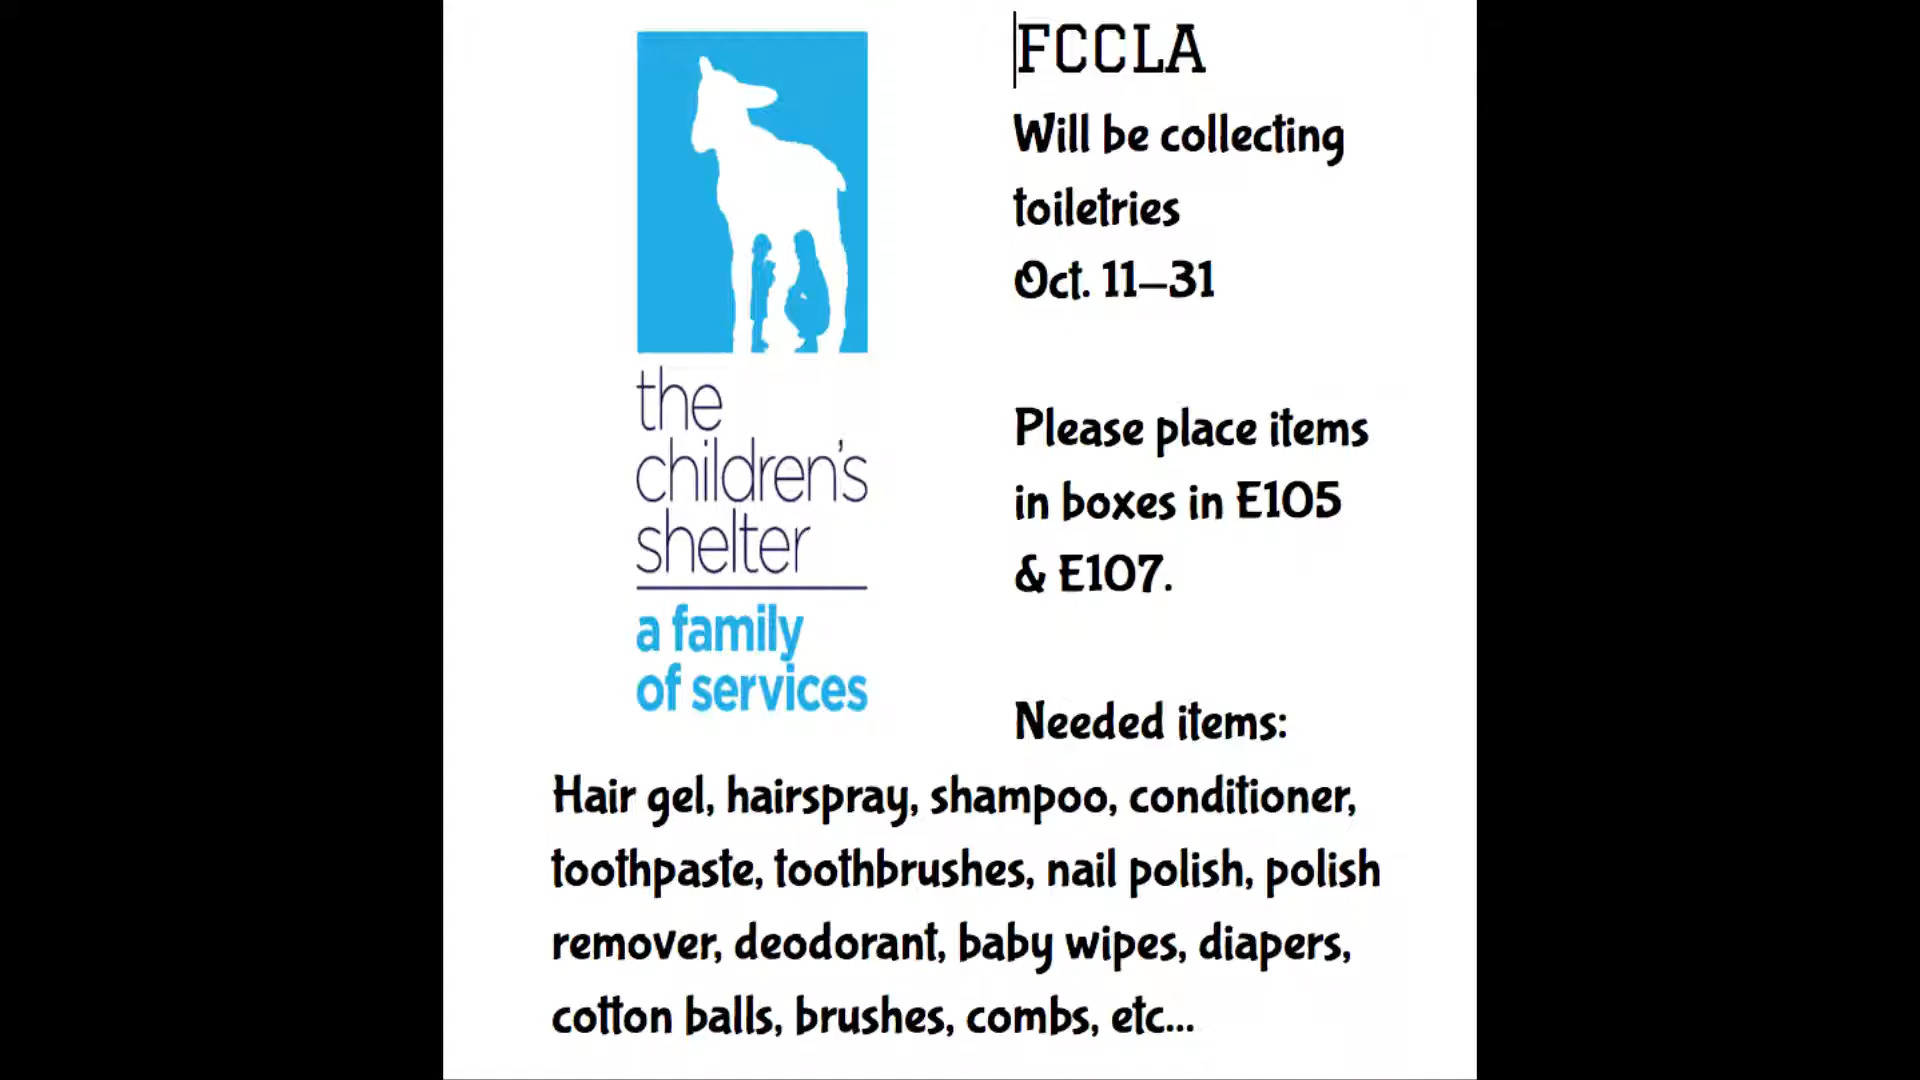 FCCLA
Will be collecting
toiletries
Oct. 11–31
the
children's
shelter
a family
of services
Please place items
in boxes in E105
& E107.
Needed items:
Hair gel, hairspray, shampoo, conditioner,
toothpaste, toothbrushes, nail polish, polish
remover, deodorant, baby wipes, diapers,
cotton balls, brushes, combs, etc...